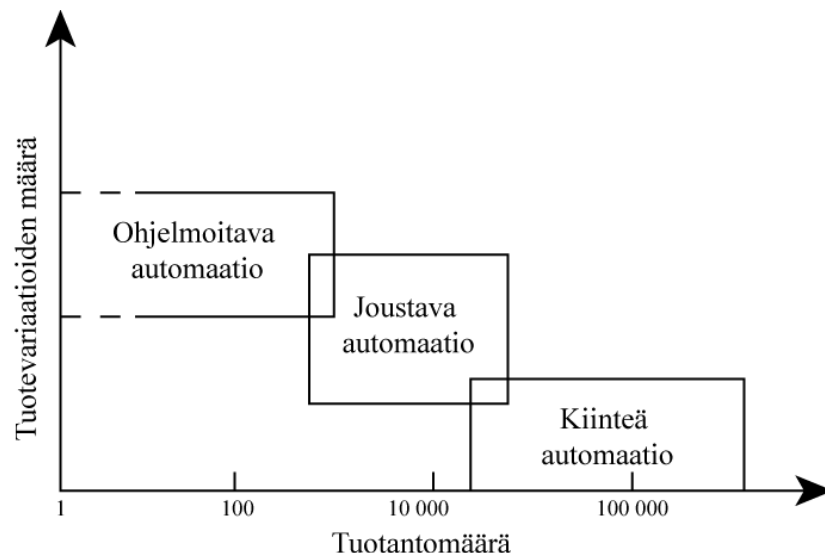 Tuotevariaatioiden määrä
Ohjelmoitava
automaatio
Joustava
automaatio
Kiinteä
automaatio
1
100
10 000
100 000
Tuotantomäärä